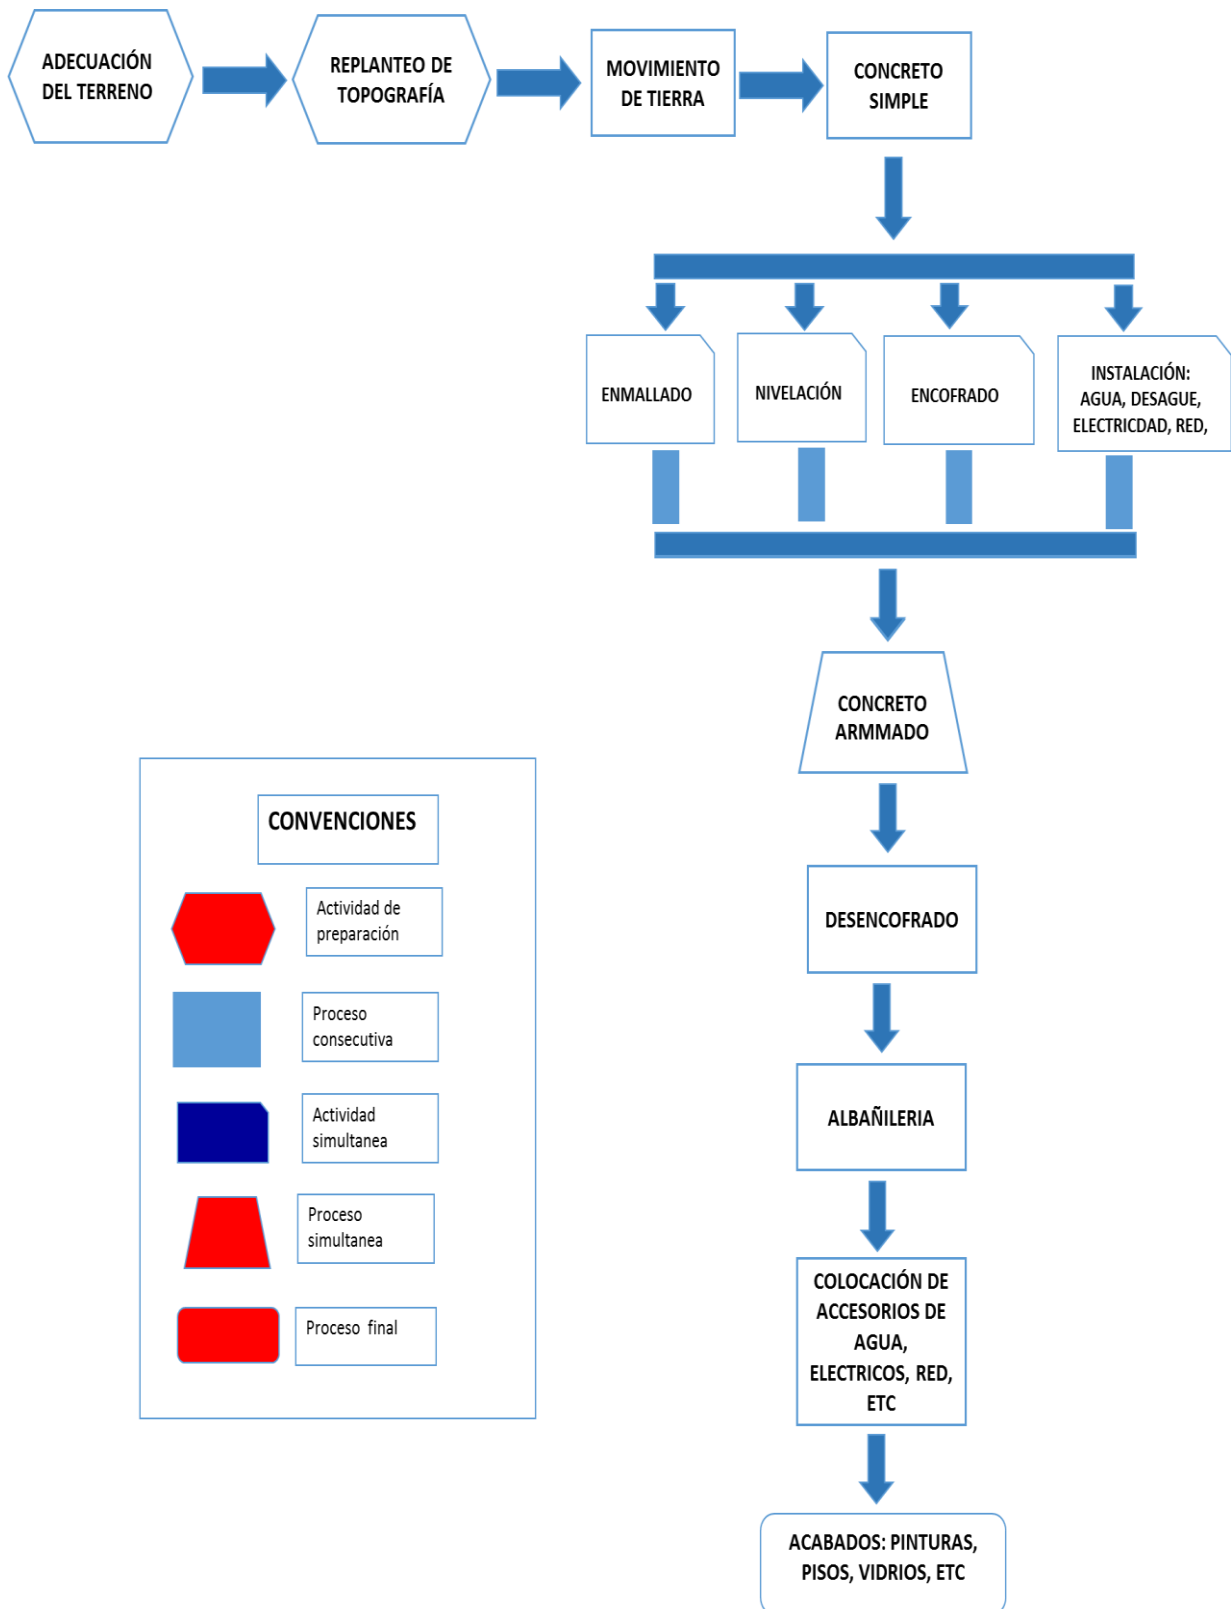 ADECUACIÓN
DEL TERRENO
REPLANTEO DE
TOPOGRAFÍA
MOVIMIENTO
DE TIERRA
CONCRETO
SIMPLE
ENMALLADO
NIVELACIÓN
ENCOFRADO
INSTALACIÓN:
AGUA, DESAGUE,
ELECTRICDAD, RED,
CONCRETO
ARMMADO
DESENCOFRADO
ALBAÑILERIA
COLOCACIÓN DE
ACCESORIOS DE
AGUA,
ELECTRICOS, RED,
ETC
ACABADOS: PINTURAS,
PISOS, VIDRIOS, ETC
CONVENCIONES
Actividad de
preparación
Proceso
consecutiva
Actividad
simultanea
Proceso
simultanea
Proceso final